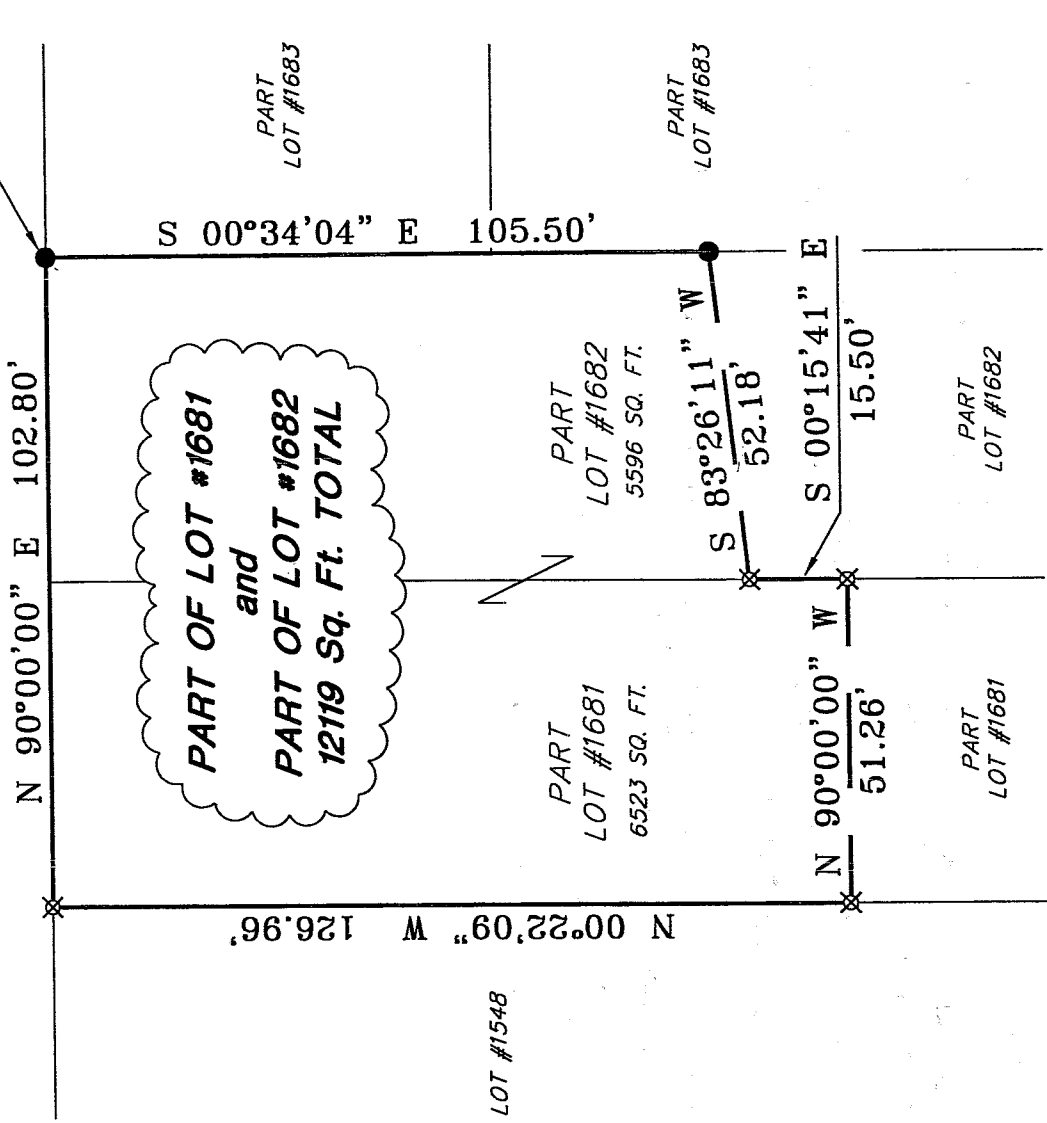 N 90°00'00" E 102.80'
PART
LOT #1683
PART
LOT #1683
S 00°34'04" E 105.50'
PART OF LOT #1681
and
PART OF LOT #1682
12119 Sq. Ft. TOTAL
PART
LOT #1682
5596 SQ. FT.
S 83°26'11" W
52.18'
S 00°15'41" E
15.50'
PART
LOT #1682
PART
LOT #1681
6523 SQ. FT.
N 90°00'00" W
51.26'
PART
LOT #1681
N 00°22'09" W 126.96'
LOT #1548